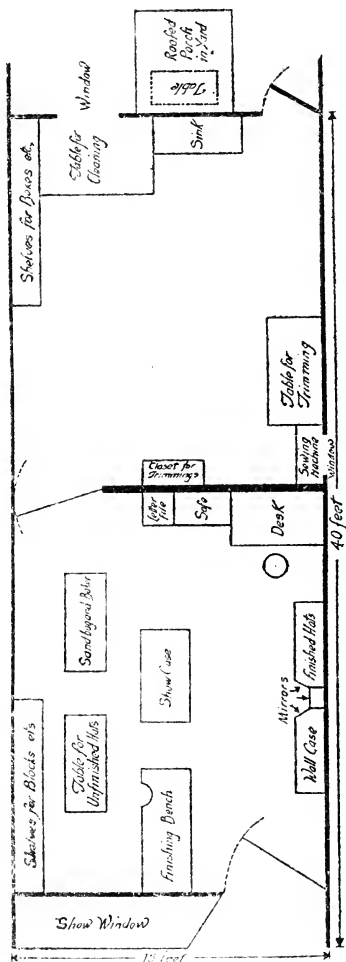 Roofed
Porch
in Yard
Table
Window
Sink
Table for
Cleaning
Shelves for Boxes etc,
Table for
Trimming
Sewing
Machine
Window
Closet for
Trimmings
Letter
File
Safe
Desk
40 feet
Sandbag and Boiler
Show Case
Mirrors
Finished Hats
Wall Case
Table for
Unfinished Hats
Shelves for Blocks etc
Finishing Bench
Show Window
feet